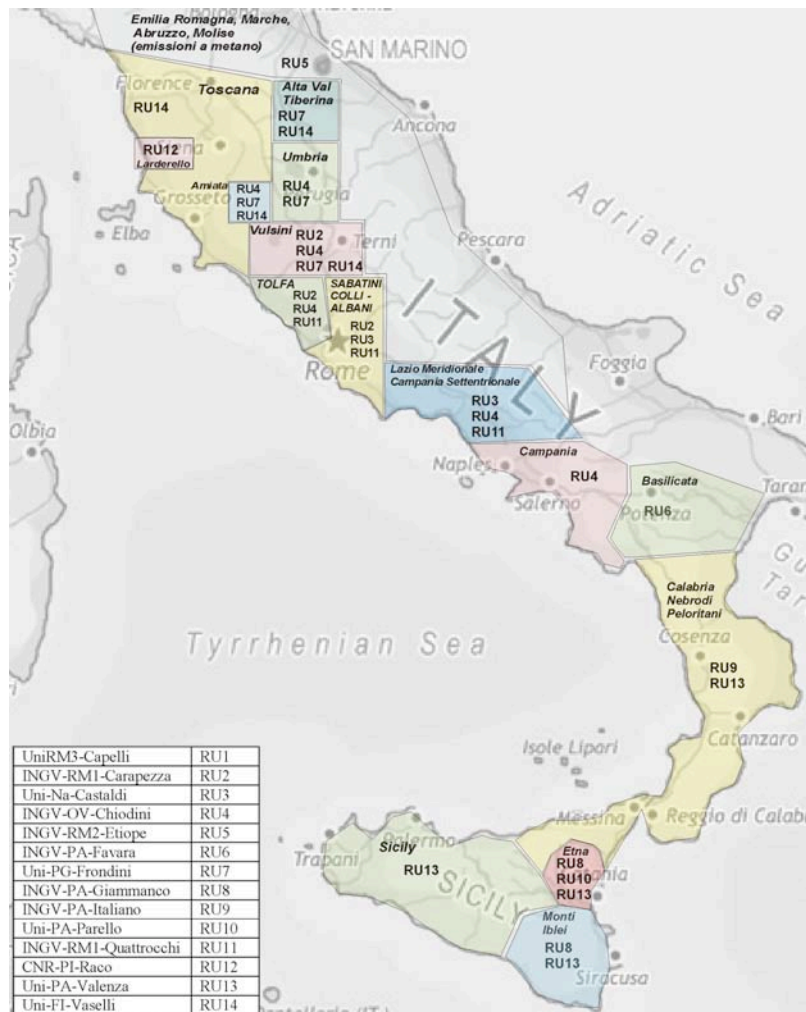 Emilia Romagna, Marche,
Abruzzo, Molise
(emissioni a metano)
RU5
SAN MARINO
Florence
Toscana
RU14
Alta Val
Tiberina
RU7
RU14
Ancona
RU12
Larderello
Siena
Umbria
RU4
RU7
Perugia
Amiata
RU4
RU7
RU14
Grosseto
Elba
Vulsini
RU2
RU4
RU7 RU14
Terni
Pescara
Adriatic Sea
TOLFA
RU2
RU4
RU11
SABATINI
COLLI -
ALBANI
RU2
RU3
RU11
Rome
ITALY
Lazio Meridionale
Campania Settentrionale
RU3
RU4
RU11
Foggia
Bari
Olbia
Campania
RU4
Naples
Salerno
Basilicata
RU6
Potenza
Taran
Gu
Tar
Calabria
Nebrodi
Peloritani
Cosenza
RU9
RU13
Tyrrhenian Sea
Catanzaro
Isole Lipari
Messina
Reggio di Calab
Trapani
Palermo
Sicily
RU13
SICILY
Etna
RU8
RU10
RU13
Monti
Iblei
RU8
RU13
Siracusa
UniRM3-Capelli RU1
INGV-RM1-Carapezza RU2
Uni-Na-Castaldi RU3
INGV-OV-Chiodini RU4
INGV-RM2-Etiope RU5
INGV-PA-Favara RU6
Uni-PG-Frondini RU7
INGV-PA-Giammanco RU8
INGV-PA-Italiano RU9
Uni-PA-Parello RU10
INGV-RM1-Quattrocchi RU11
CNR-PI-Raco RU12
Uni-PA-Valenza RU13
Uni-FI-Vaselli RU14